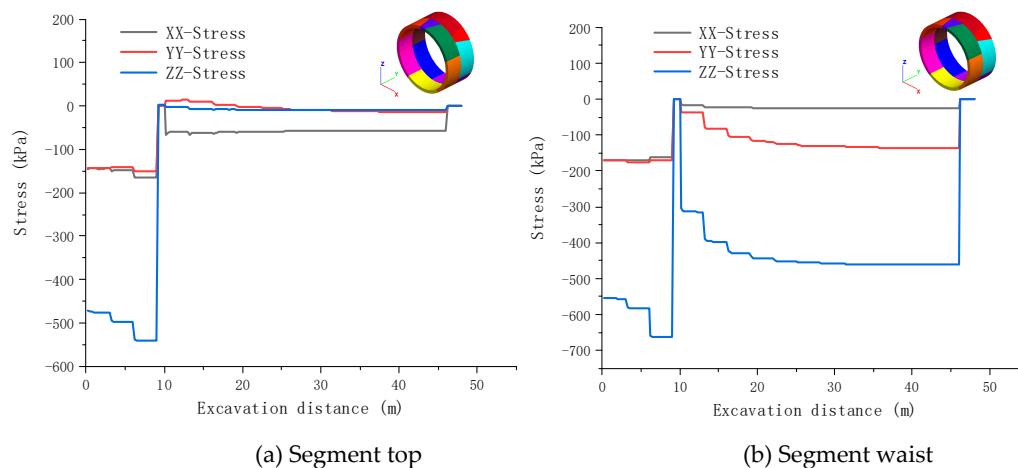 200
100
0
-100
-200
-300
-400
-500
-600
Stress (kPa)
XX-Stress
YY-Stress
ZZ-Stress
Z
Y
X
0
10
20
30
40
50
Excavation distance (m)
(a) Segment top
200
100
0
-100
-200
-300
-400
-500
-600
-700
Stress (kPa)
XX-Stress
YY-Stress
ZZ-Stress
Z
Y
X
0
10
20
30
40
50
Excavation distance (m)
(b) Segment waist